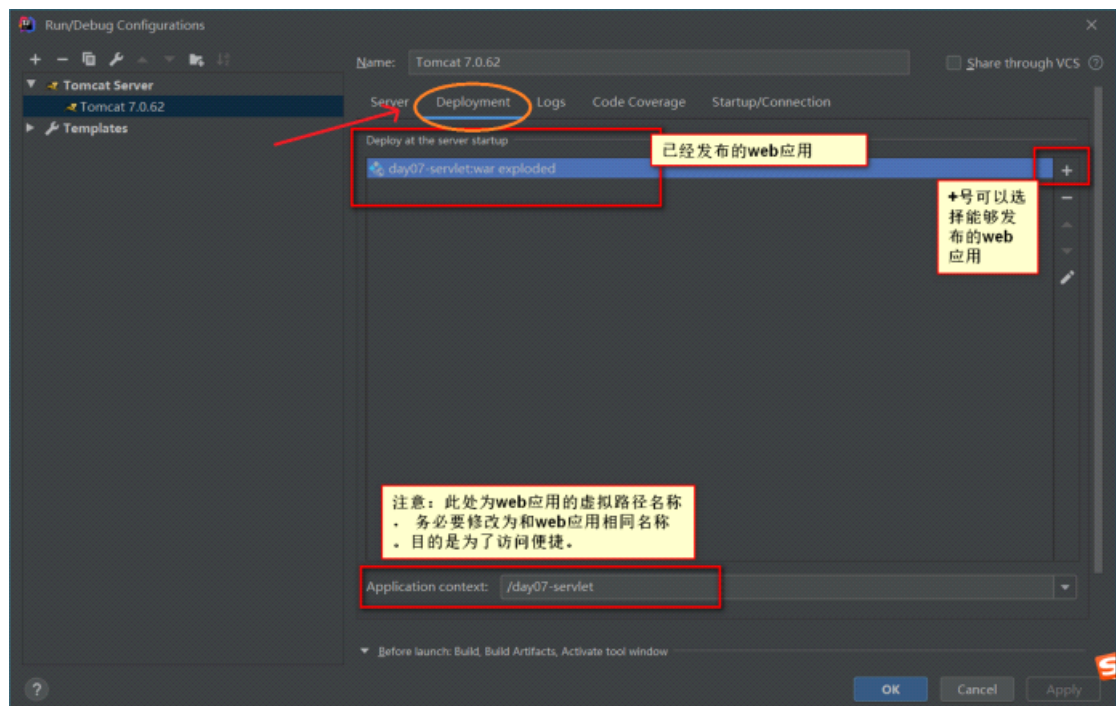 Run/Debug Configurations
Name: Tomcat 7.0.62
Share through VCS
Tomcat Server
Tomcat 7.0.62
Templates
Server Deployment Logs Code Coverage Startup/Connection
Deploy at the server startup
已经发布的web应用
day07-servlet:war exploded
+号可以选
择能够发
布的web
应用
注意：此处为web应用的虚拟路径名称
. 务必要修改为和web应用相同名称
。目的是为了访问便捷。
Application context: /day07-servlet
Before launch: Build, Build Artifacts, Activate tool window
? OK Cancel Apply